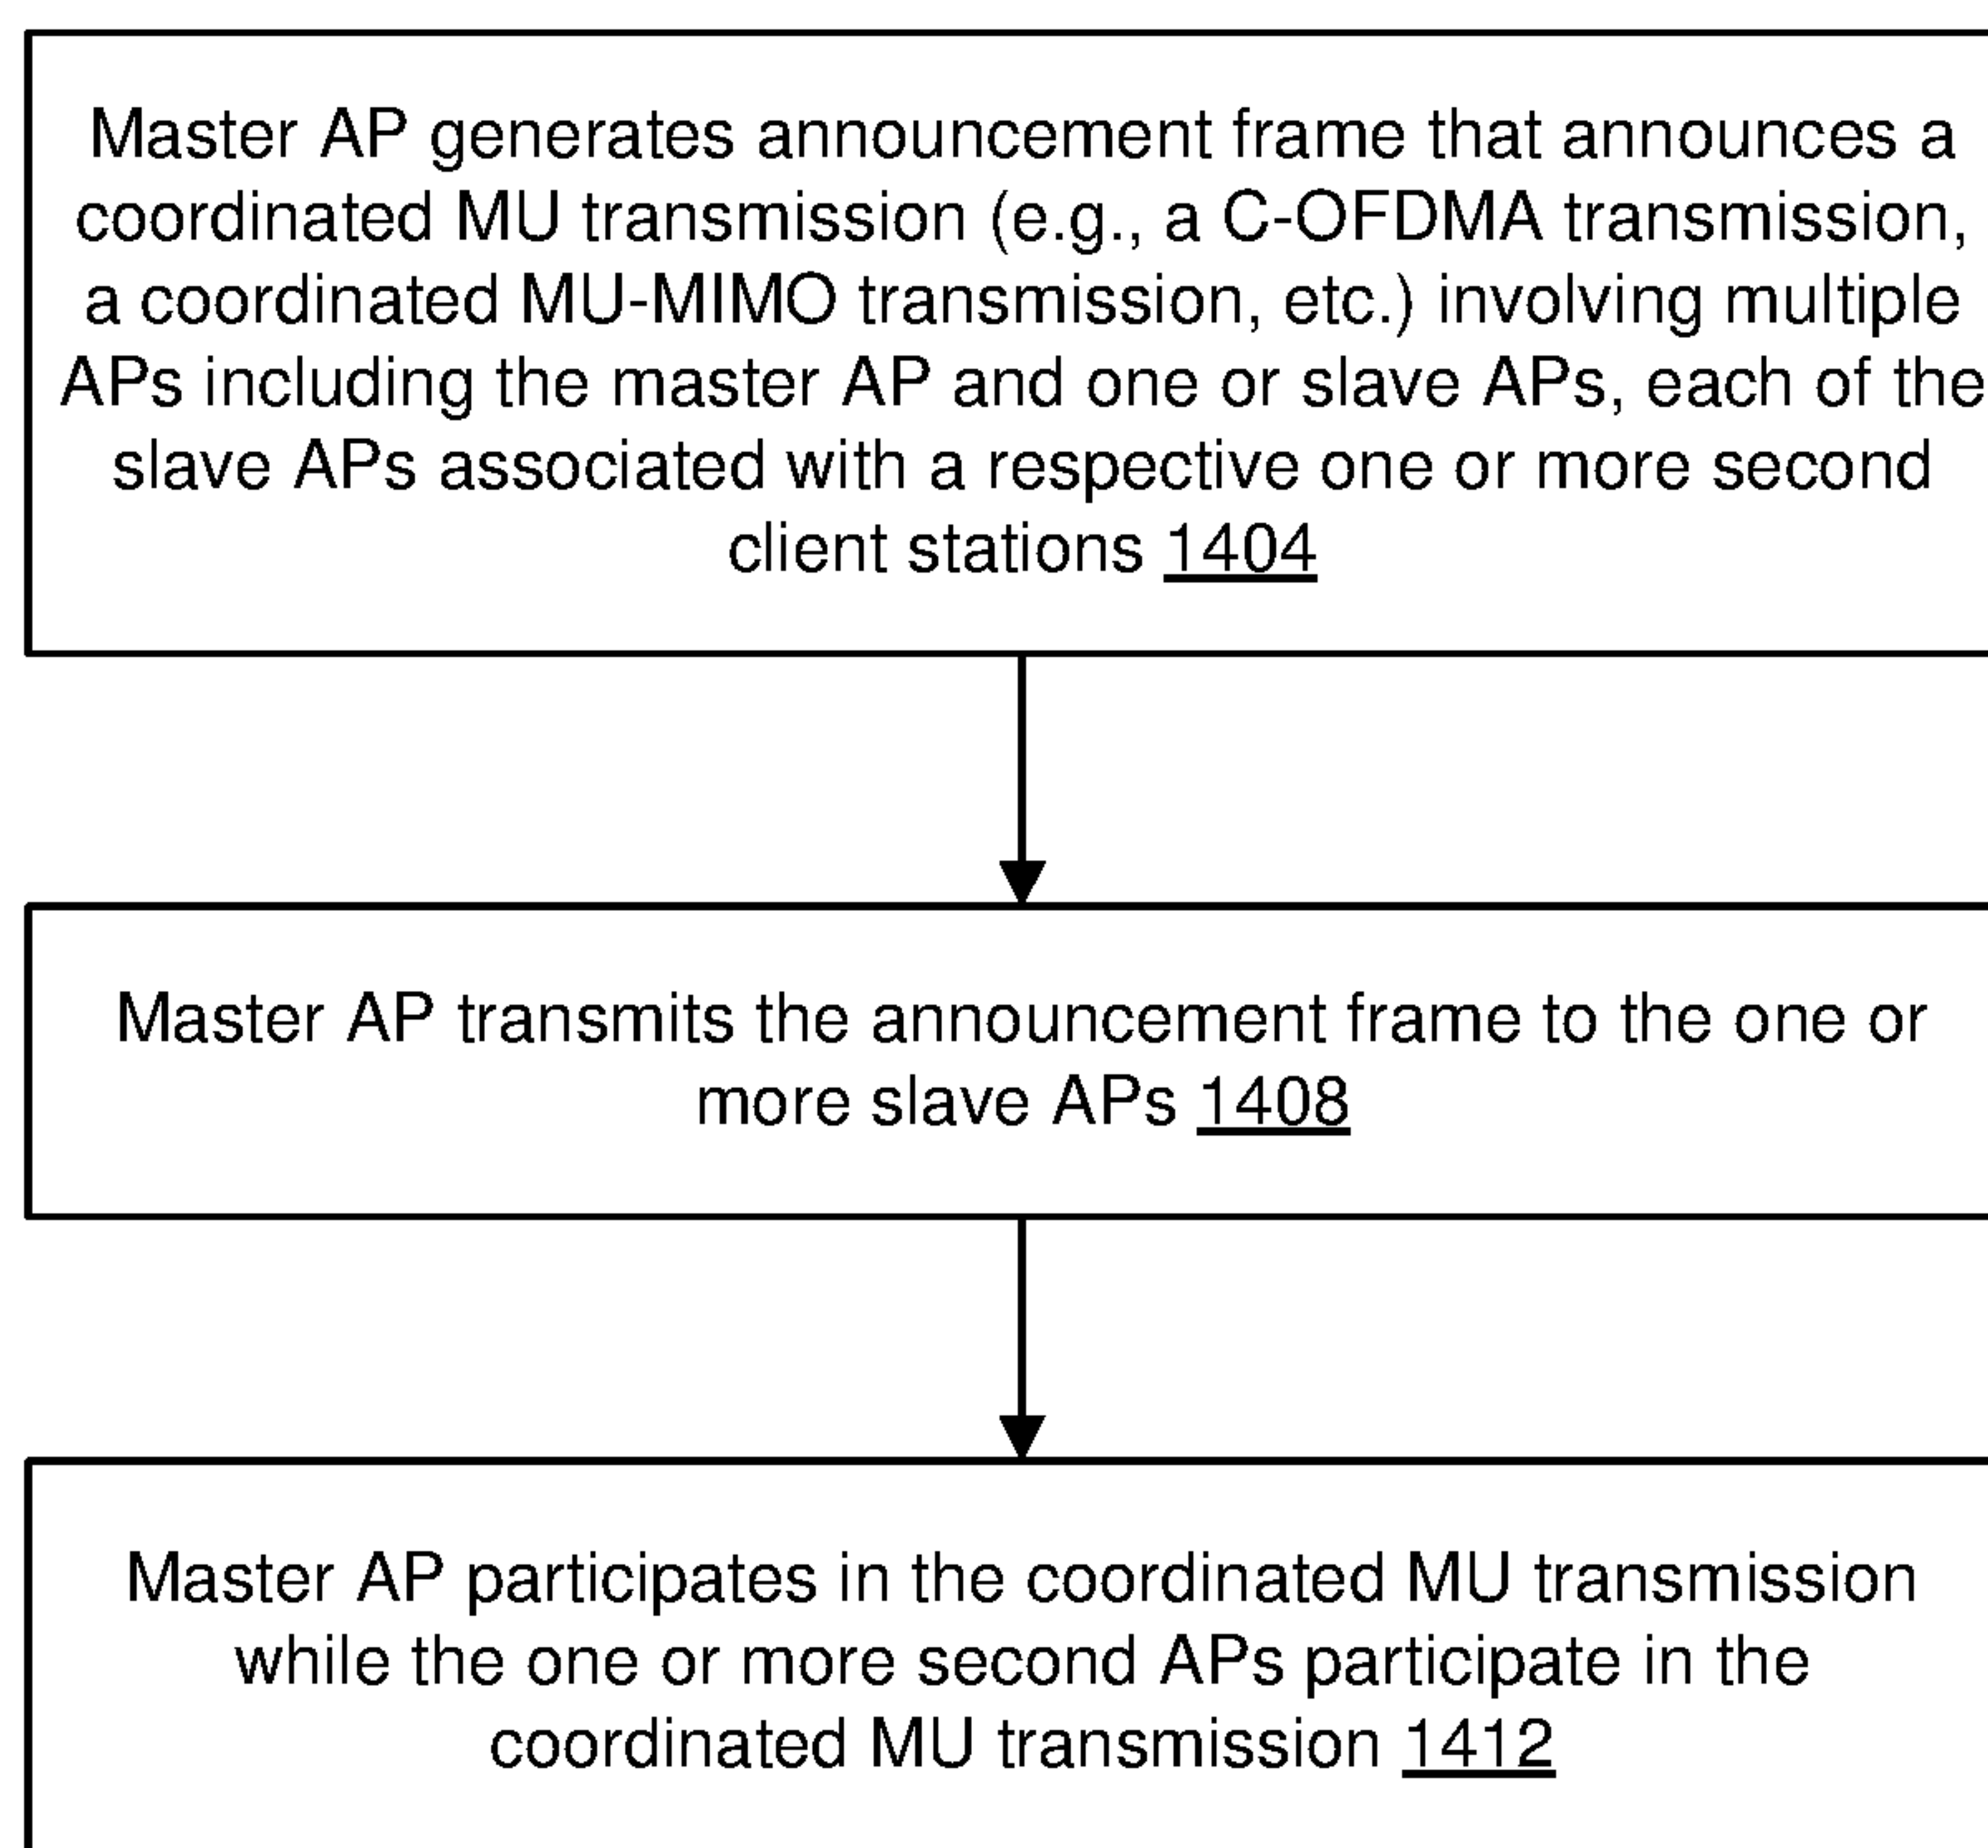 Master AP generates announcement frame that announces a
coordinated MU transmission (e.g., a C-OFDMA transmission,
a coordinated MU-MIMO transmission, etc.) involving multiple
APs including the master AP and one or slave APs, each of the
slave APs associated with a respective one or more second
client stations 1404
Master AP transmits the announcement frame to the one or
more slave APs 1408
Master AP participates in the coordinated MU transmission
while the one or more second APs participate in the
coordinated MU transmission 1412